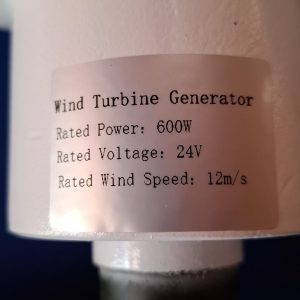 Wind Turbine Generator
Rated Power: 600W
Rated Voltage: 24V
Rated Wind Speed: 12m/s